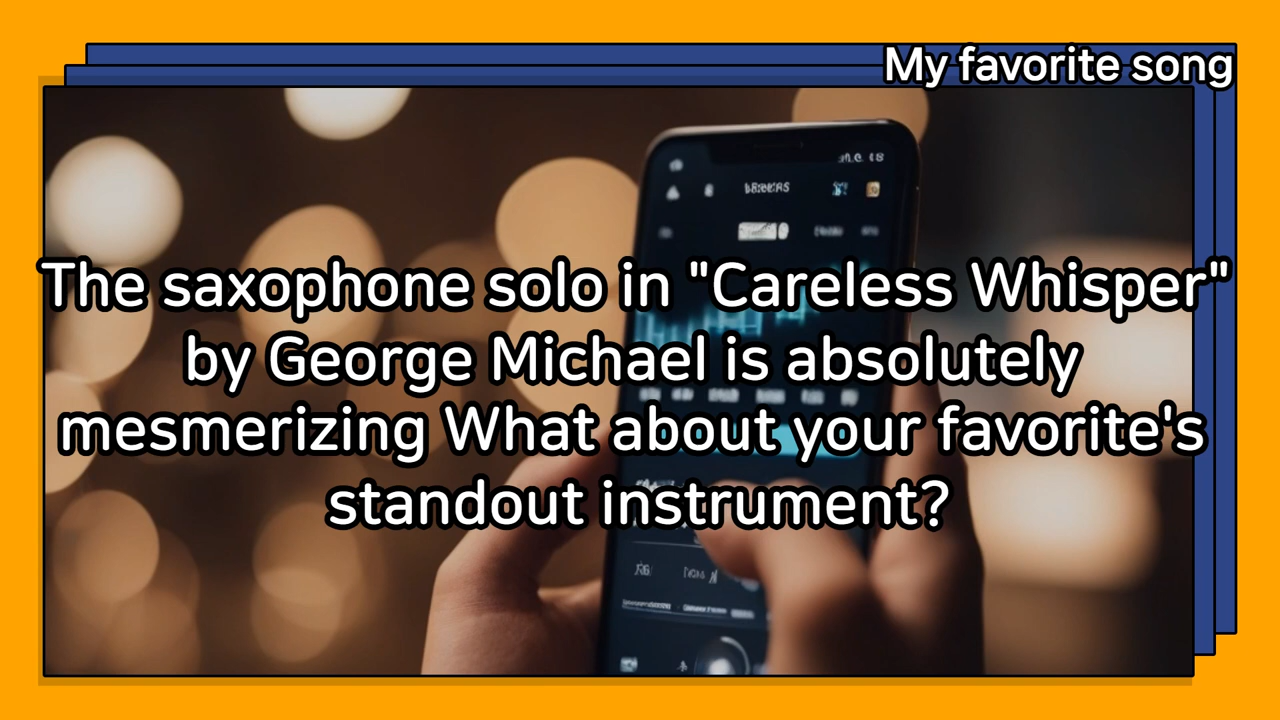 My favorite song
The saxophone solo in "Careless Whisper"
by George Michael is absolutely
mesmerizing What about your favorite's
standout instrument?